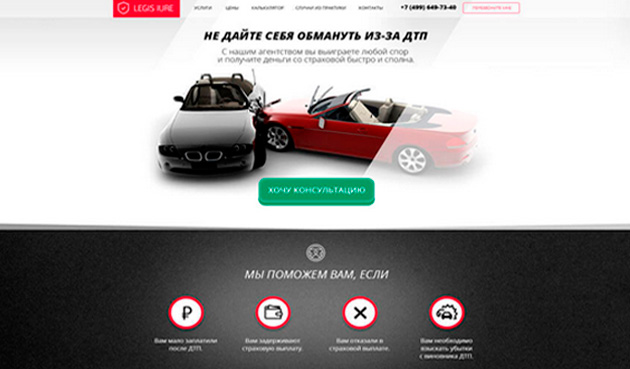 LEGIS IURE
УСЛУГИ ЦЕНЫ КАЛЬКУЛЯТОР СЛУЧАИ ИЗ ПРАКТИКИ КОНТАКТЫ
+7 (499) 649-73-40
ПЕРЕЗВОНИТЕ МНЕ
НЕ ДАЙТЕ СЕБЯ ОБМАНУТЬ ИЗ-ЗА ДТП
С нашим агентством вы выиграете любой спор
и получите деньги со страховой быстро и сполна.
ХОЧУ КОНСУЛЬТАЦИЮ
МЫ ПОМОЖЕМ ВАМ, ЕСЛИ
Вам мало заплатили
после ДТП.
Вам задерживают
страховую выплату.
Вам отказали в
страховой выплате.
Вам необходимо
взыскать убытки
с виновника ДТП.